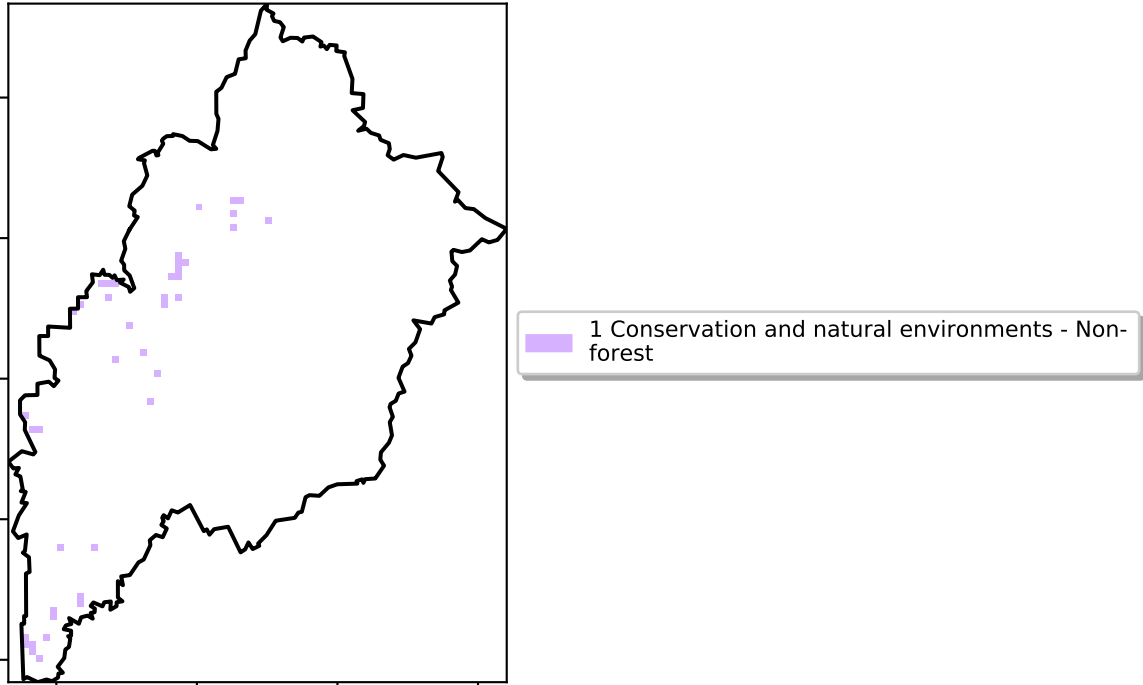 1 Conservation and natural environments - Non-
forest